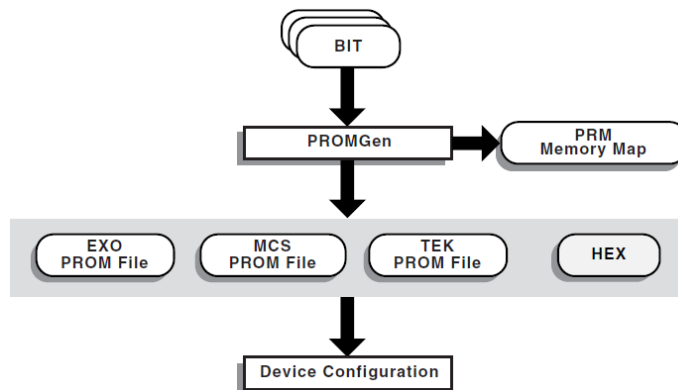 BIT
PROMGen
PRM
Memory Map
EXO
PROM File
MCS
PROM File
TEK
PROM File
HEX
Device Configuration